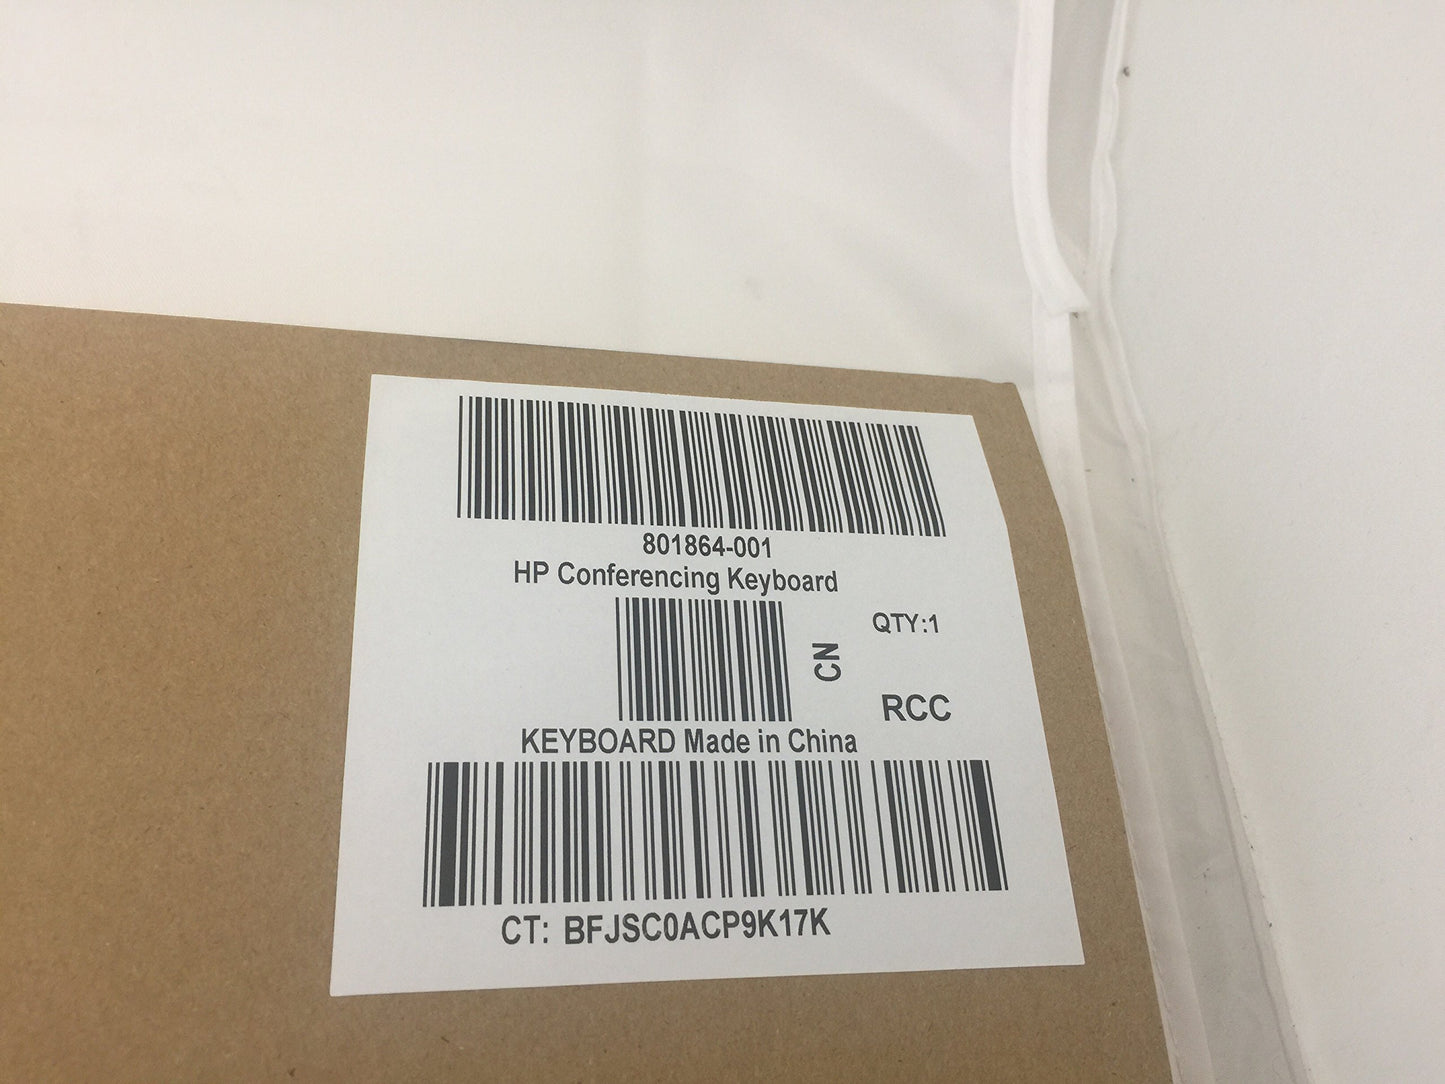 801864-001
HP Conferencing Keyboard
QTY:1
CN
RCC
KEYBOARD Made in China
CT: BFJSC0ACP9K17K